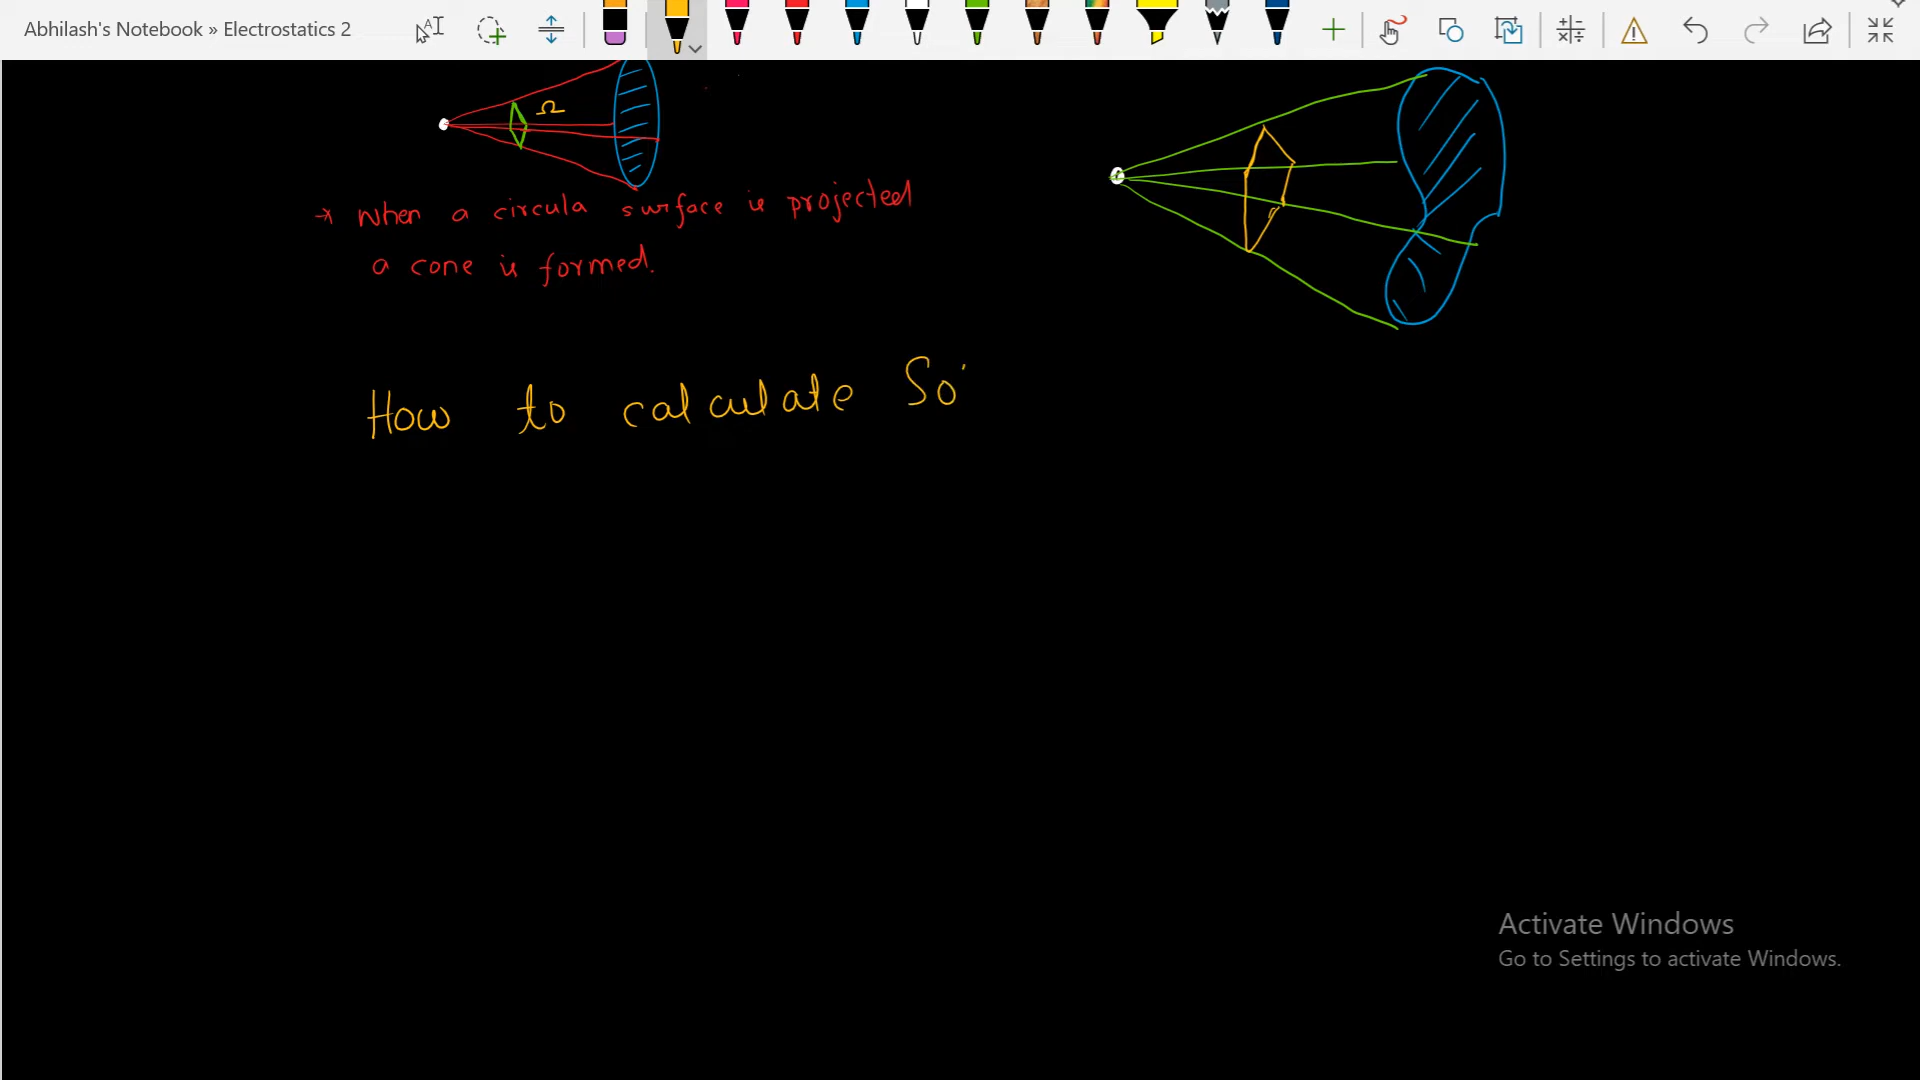 Abhilash's Notebook » Electrostatics 2
Ω
* When a circula surface is projected
a cone is formed.
How to calculate So
Activate Windows
Go to Settings to activate Windows.